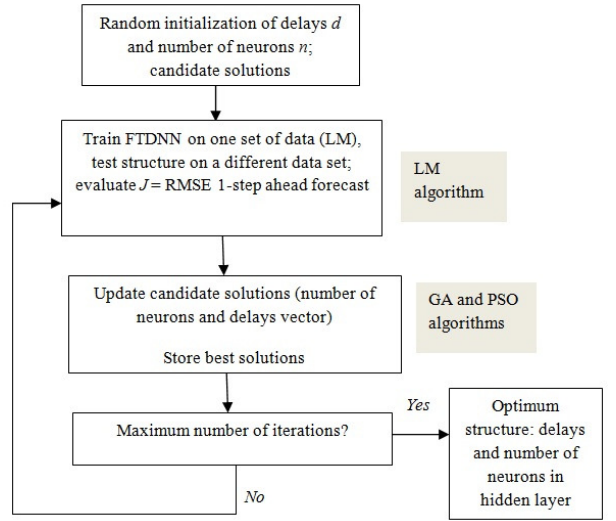 Random initialization of delays d
and number of neurons n;
candidate solutions
Train FTDNN on one set of data (LM),
test structure on a different data set;
evaluate J = RMSE 1-step ahead forecast
LM
algorithm
Update candidate solutions (number of
neurons and delays vector)
Store best solutions
GA and PSO
algorithms
Maximum number of iterations?
Yes
No
Optimum
structure: delays
and number of
neurons in
hidden layer